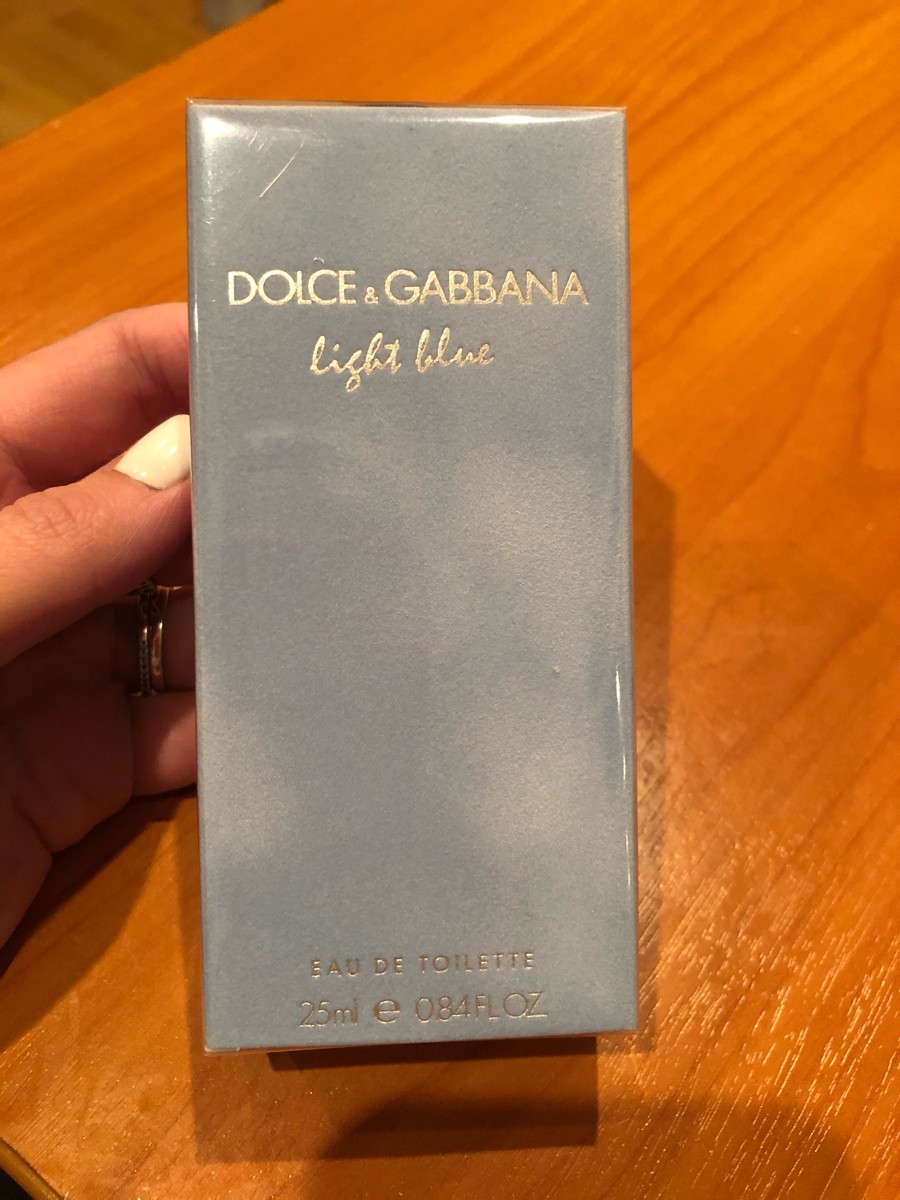 DOLCE & GABBANA
light blue
EAU DE TOILETTE
25ml e 0.84 FL.OZ.